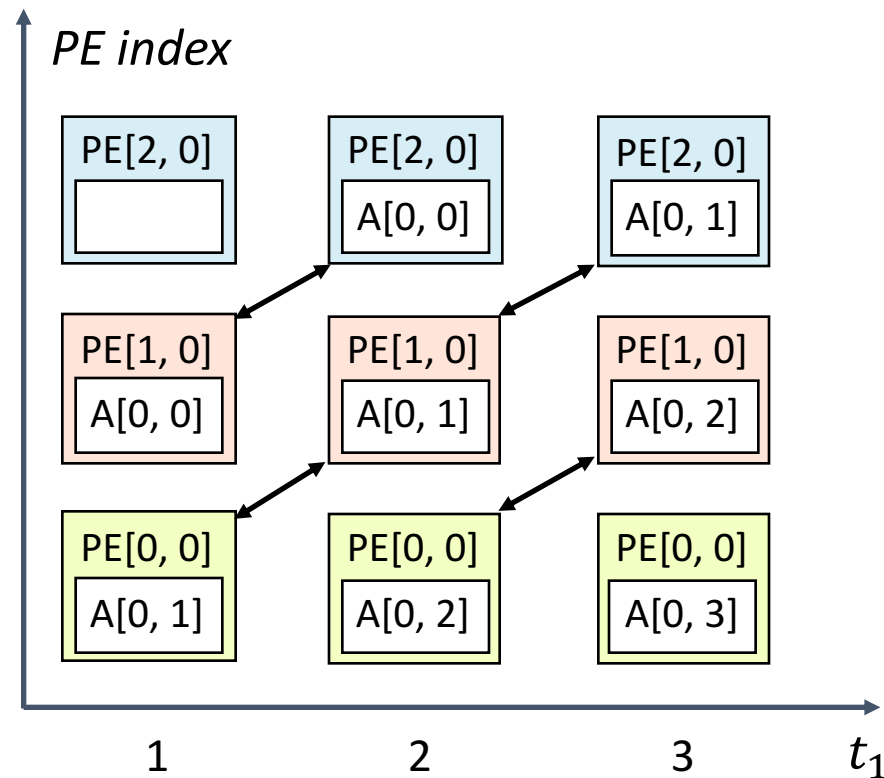 PE index
PE[2, 0] PE[2, 0] PE[2, 0]
A[0, 0] A[0, 1]
PE[1, 0] PE[1, 0] PE[1, 0]
A[0, 0] A[0, 1] A[0, 2]
PE[0, 0] PE[0, 0] PE[0, 0]
A[0, 1] A[0, 2] A[0, 3]
1 2 3 t₁